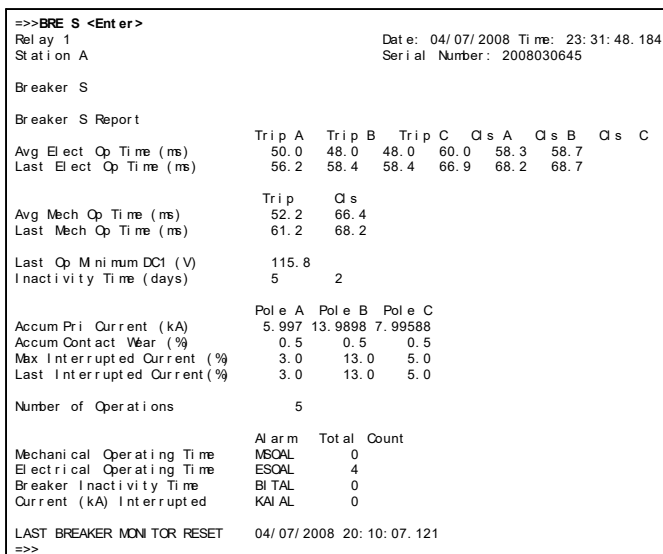 =>>BRE S <Enter>
Relay 1 Date: 04/07/2008 Time: 23:31:48.184
Station A Serial Number: 2008030645
Breaker S
Breaker S Report
Trip A Trip B Trip C Cls A Cls B Cls C
Avg Elect Op Time (ms) 50.0 48.0 48.0 60.0 58.3 58.7
Last Elect Op Time (ms) 56.2 58.4 58.4 66.9 68.2 68.7
Trip Cls
Avg Mech Op Time (ms) 52.2 66.4
Last Mech Op Time (ms) 61.2 68.2
Last Op Minimum DC1 (V) 115.8
Inactivity Time (days) 5 2
Pole A Pole B Pole C
Accum Pri Current (kA) 5.997 13.9898 7.99588
Accum Contact Wear (%) 0.5 0.5 0.5
Max Interrupted Current (%) 3.0 13.0 5.0
Last Interrupted Current(%) 3.0 13.0 5.0
Number of Operations 5
Alarm Total Count
Mechanical Operating Time MSOAL 0
Electrical Operating Time ESOAL 4
Breaker Inactivity Time BITAL 0
Current (kA) Interrupted KAIAL 0
LAST BREAKER MONITOR RESET 04/07/2008 20:10:07.121
=>>